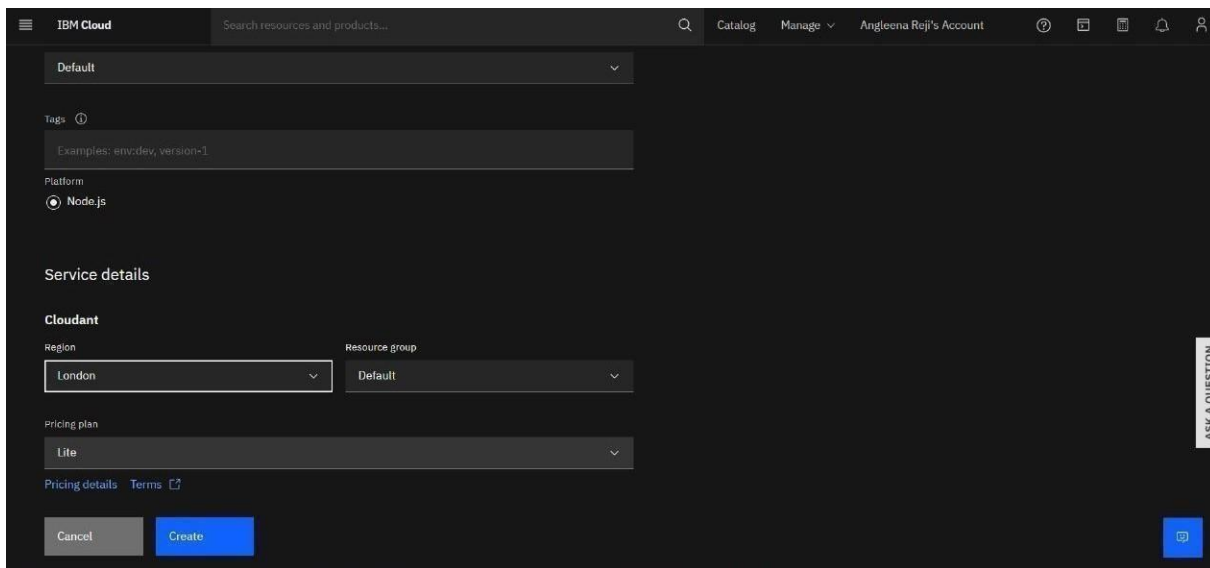 IBM Cloud Search resources and products... Catalog Manage Angleena Reji's Account
Default
Tags
Examples: env:dev, version-1
Platform
Node.js
Service details
Cloudant
Region Resource group
London Default
Pricing plan
Lite
Pricing details Terms
Cancel Create
ASK A QUESTION